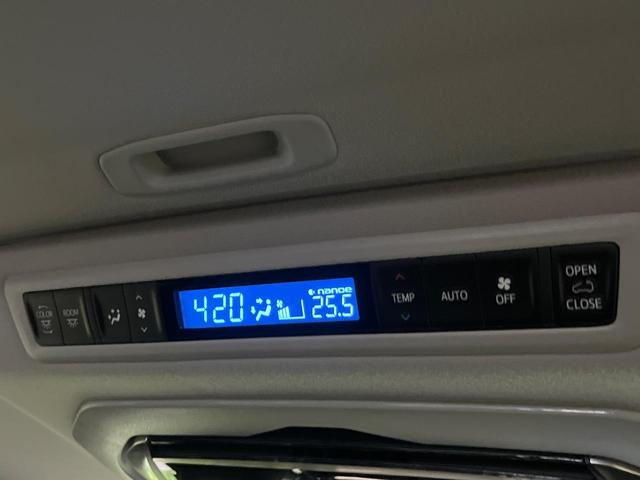 COLOR
ROOM
420
nanoe
25.5
TEMP
AUTO
OFF
OPEN
CLOSE